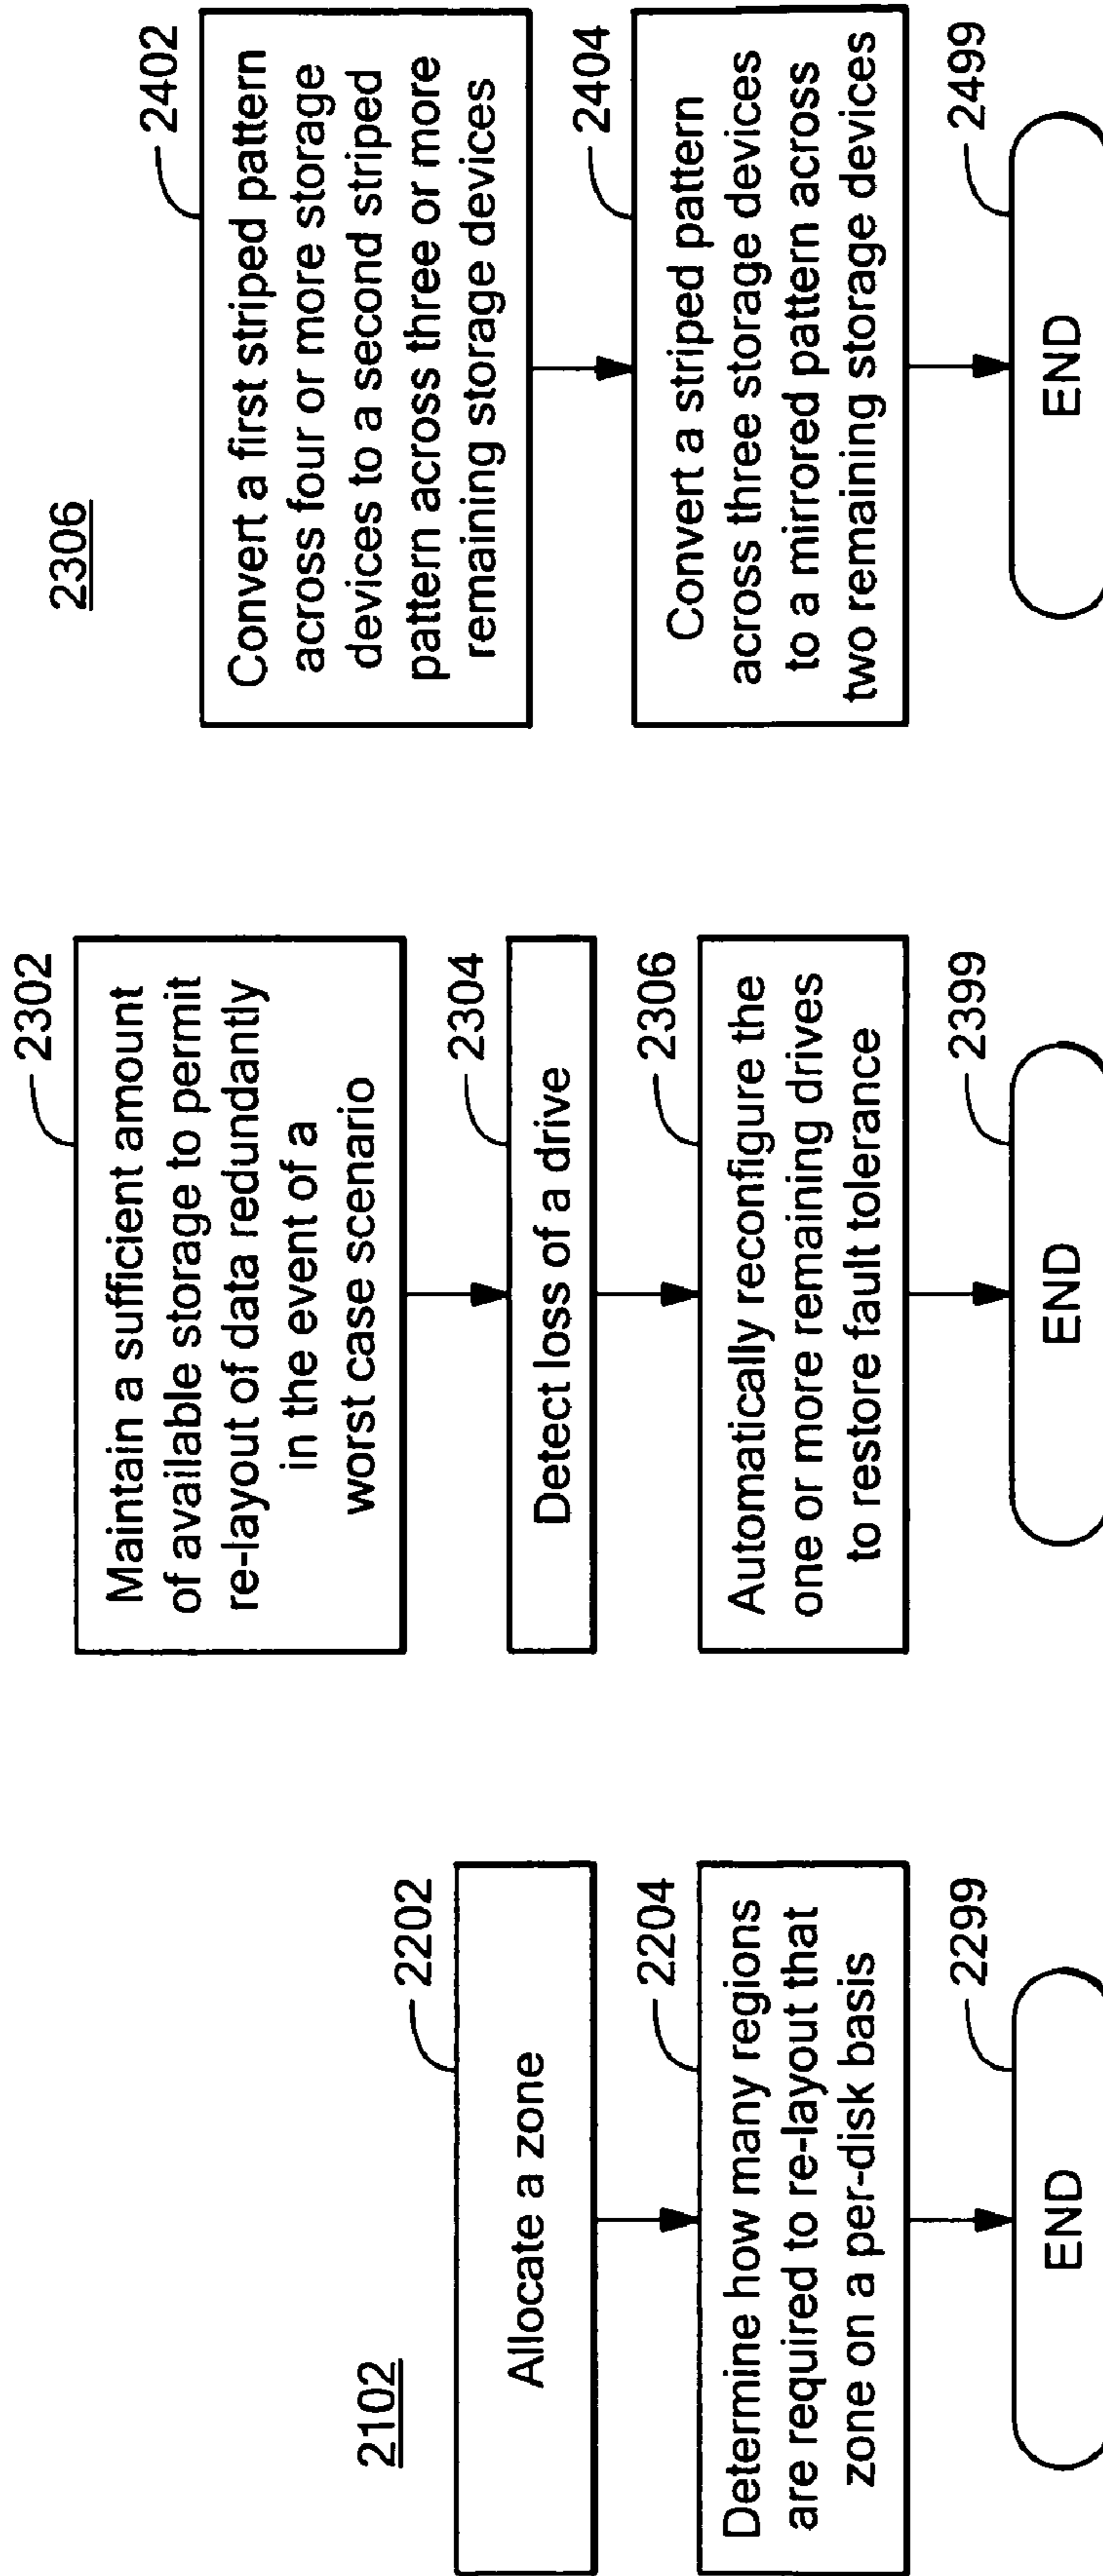 2102
2202
Allocate a zone
2204
Determine how many regions
are required to re-layout that
zone on a per-disk basis
2299
END
2302
Maintain a sufficient amount
of available storage to permit
re-layout of data redundantly
in the event of a
worst case scenario
2304
Detect loss of a drive
2306
Automatically reconfigure the
one or more remaining drives
to restore fault tolerance
2399
END
2306
2402
Convert a first striped pattern
across four or more storage
devices to a second striped
pattern across three or more
remaining storage devices
2404
Convert a striped pattern
across three storage devices
to a mirrored pattern across
two remaining storage devices
2499
END